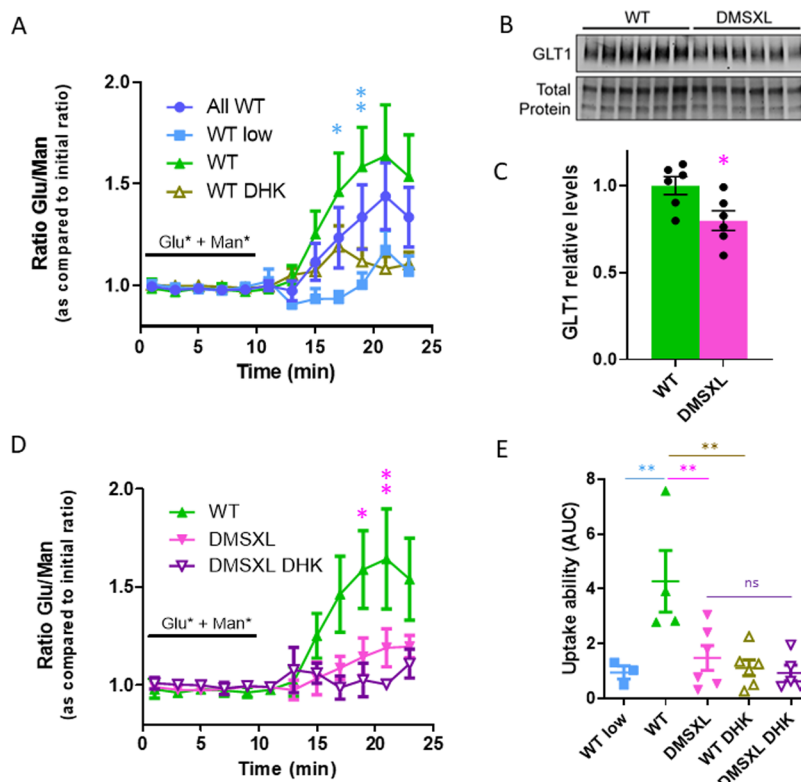 A
Ratio Glu/Man
(as compared to initial ratio)
2.0
1.5
1.0
All WT
WT low
WT
WT DHK
* **
Glu* + Man*
0 5 10 15 20 25
Time (min)
B
WT DMSXL
GLT1
Total
Protein
C
GLT1 relative levels
1.0
0.5
0.0
*
WT DMSXL
D
Ratio Glu/Man
(as compared to initial ratio)
2.0
1.5
1.0
WT
DMSXL
DMSXL DHK
* **
Glu* + Man*
0 5 10 15 20 25
Time (min)
E
Uptake ability (AUC)
8
6
4
2
0
**
** **
ns
WT low WT DMSXL WT DHK DMSXL DHK